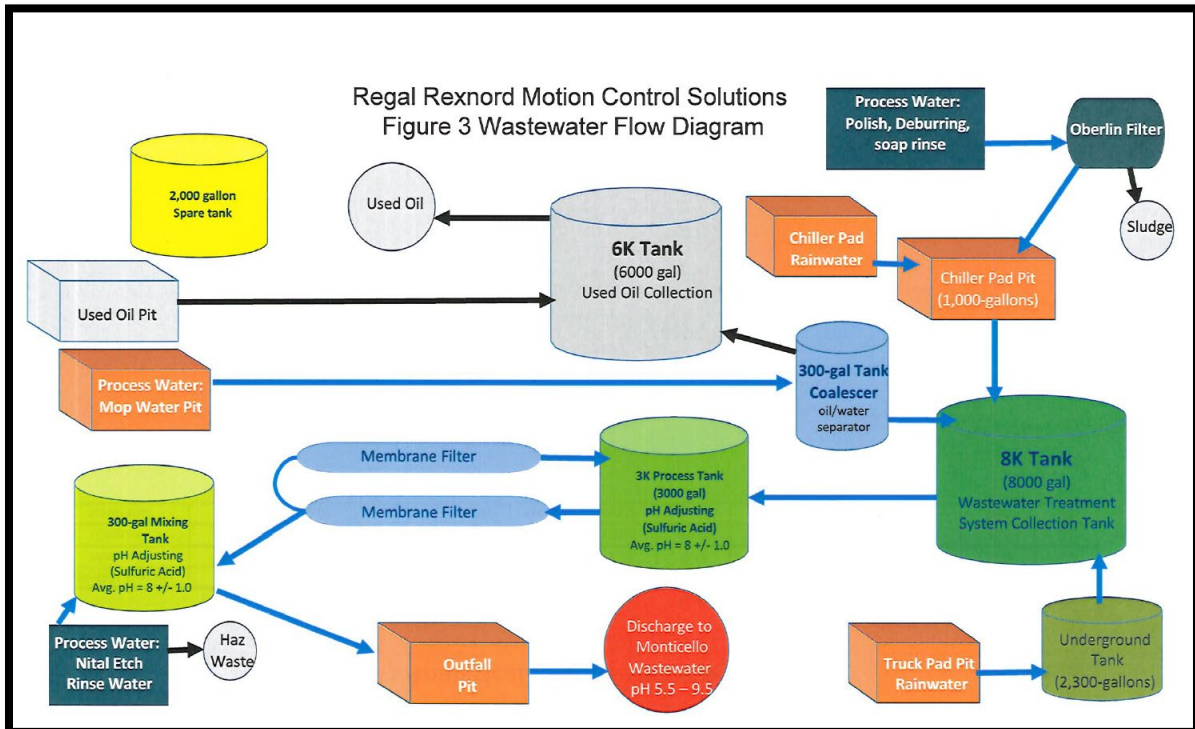 Regal Rexnord Motion Control Solutions
Figure 3 Wastewater Flow Diagram
Process Water:
Polish, Deburring,
soap rinse
Oberlin Filter
Sludge
2,000 gallon
Spare tank
Used Oil
6K Tank
(6000 gal)
Used Oil Collection
Chiller Pad
Rainwater
Chiller Pad Pit
(1,000-gallons)
Used Oil Pit
Process Water:
Mop Water Pit
300-gal Tank
Coalescer
oil/water
separator
8K Tank
(8000 gal)
Wastewater Treatment
System Collection Tank
Membrane Filter
Membrane Filter
3K Process Tank
(3000 gal)
pH Adjusting
(Sulfuric Acid)
Avg. pH = 8 +/- 1.0
300-gal Mixing
Tank
pH Adjusting
(Sulfuric Acid)
Avg. pH = 8 +/- 1.0
Process Water:
Nital Etch
Rinse Water
Haz
Waste
Outfall
Pit
Discharge to
Monticello
Wastewater
pH 5.5 – 9.5
Truck Pad Pit
Rainwater
Underground
Tank
(2,300-gallons)